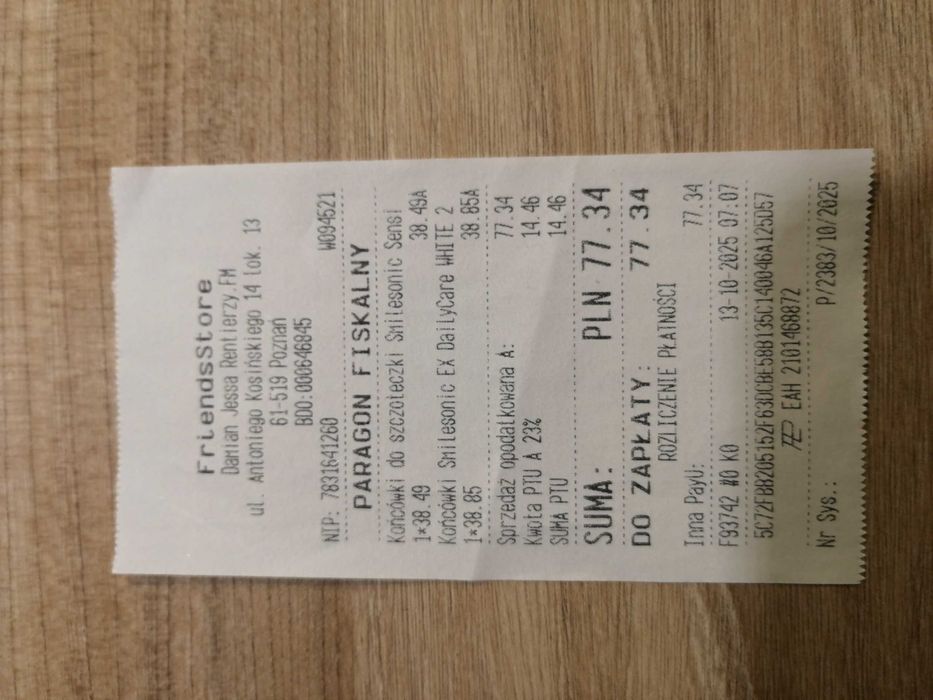 FriendsStore
Damian Jessa Rentierzy.FM
ul. Antoniego Kosińskiego 14 lok. 13
61-519 Poznań
BDO:000646845
NIP: 7831641260 W094521
PARAGON FISKALNY
Końcówki do szczoteczki Smilesonic Sensi
1*38.49 38.49A
Końcówki Smilesonic EX DailyCare WHITE 2
1*38.85 38.85A
Sprzedaż opodatkowana A: 77.34
Kwota PTU A 23% 14.46
SUMA PTU 14.46
SUMA: PLN 77.34
DO ZAPŁATY: 77.34
ROZLICZENIE PŁATNOŚCI
Inna PayU: 77.34
F93742 #0 K0 13-10-2025 07:07
5C72FBB205152F63DCBE58B135C140046A125D57
EAH 2101468872
Nr Sys.: P/2383/10/2025